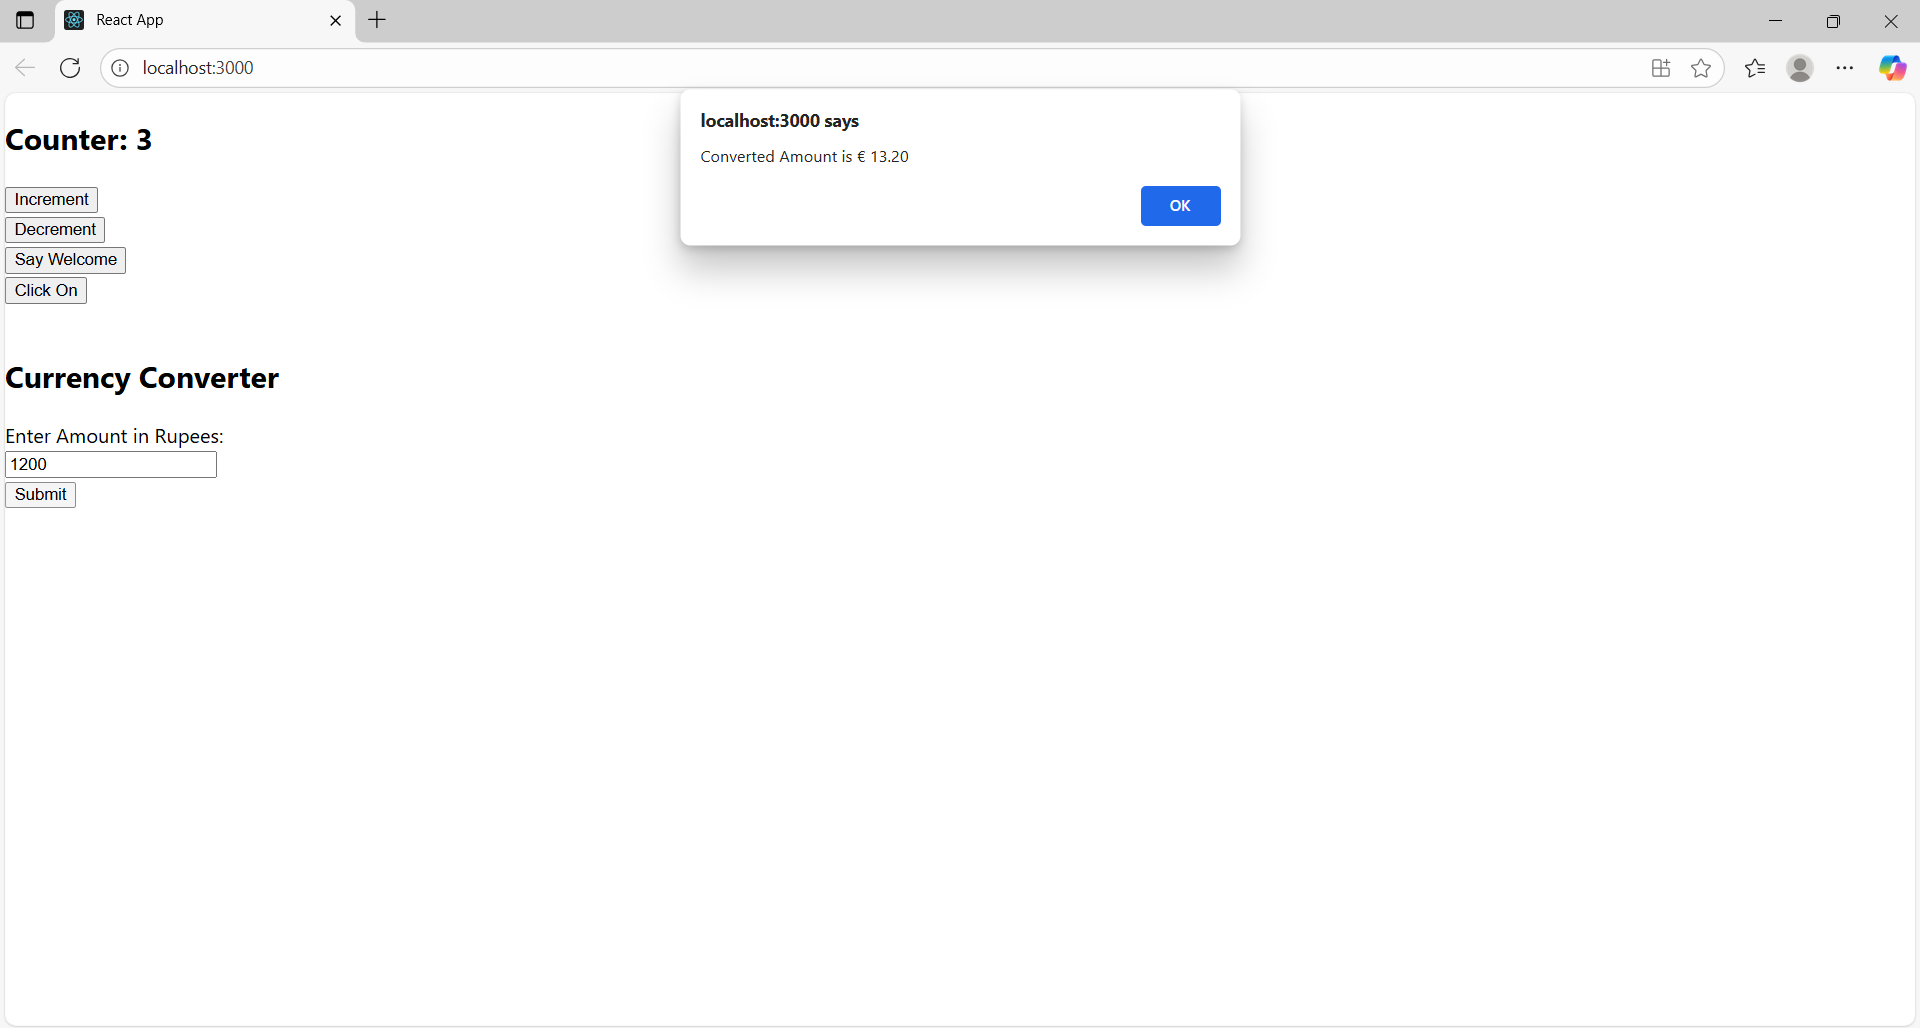 React App
localhost:3000
localhost:3000 says
Converted Amount is € 13.20
OK
Counter: 3
Increment
Decrement
Say Welcome
Click On
Currency Converter
Enter Amount in Rupees:
1200
Submit